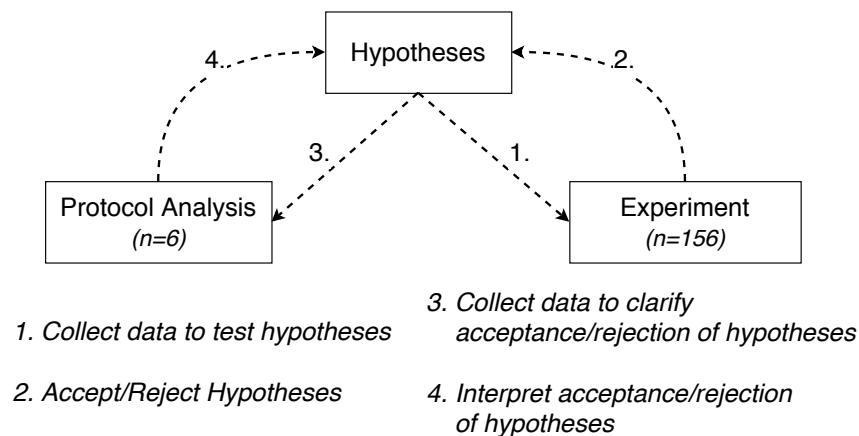 4.
Hypotheses
2.
3.
1.
Protocol Analysis
(n=6)
Experiment
(n=156)
1. Collect data to test hypotheses
2. Accept/Reject Hypotheses
3. Collect data to clarify
acceptance/rejection of hypotheses
4. Interpret acceptance/rejection
of hypotheses